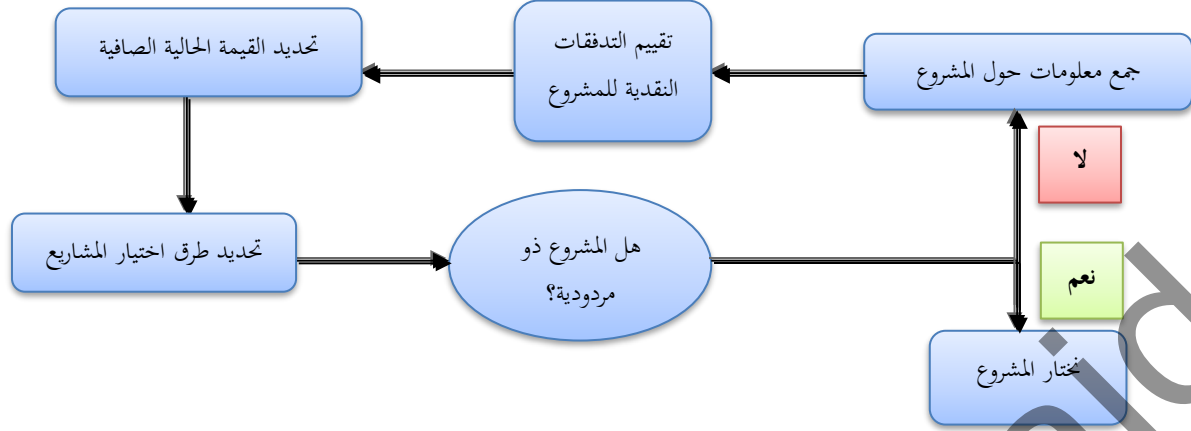 جمع معلومات حول المشروع
تقييم التدفقات
النقدية للمشروع
تحديد القيمة الحالية الصافية
تحديد طرق اختيار المشاريع
هل المشروع ذو
مردودية؟
لا
نعم
نختار المشروع